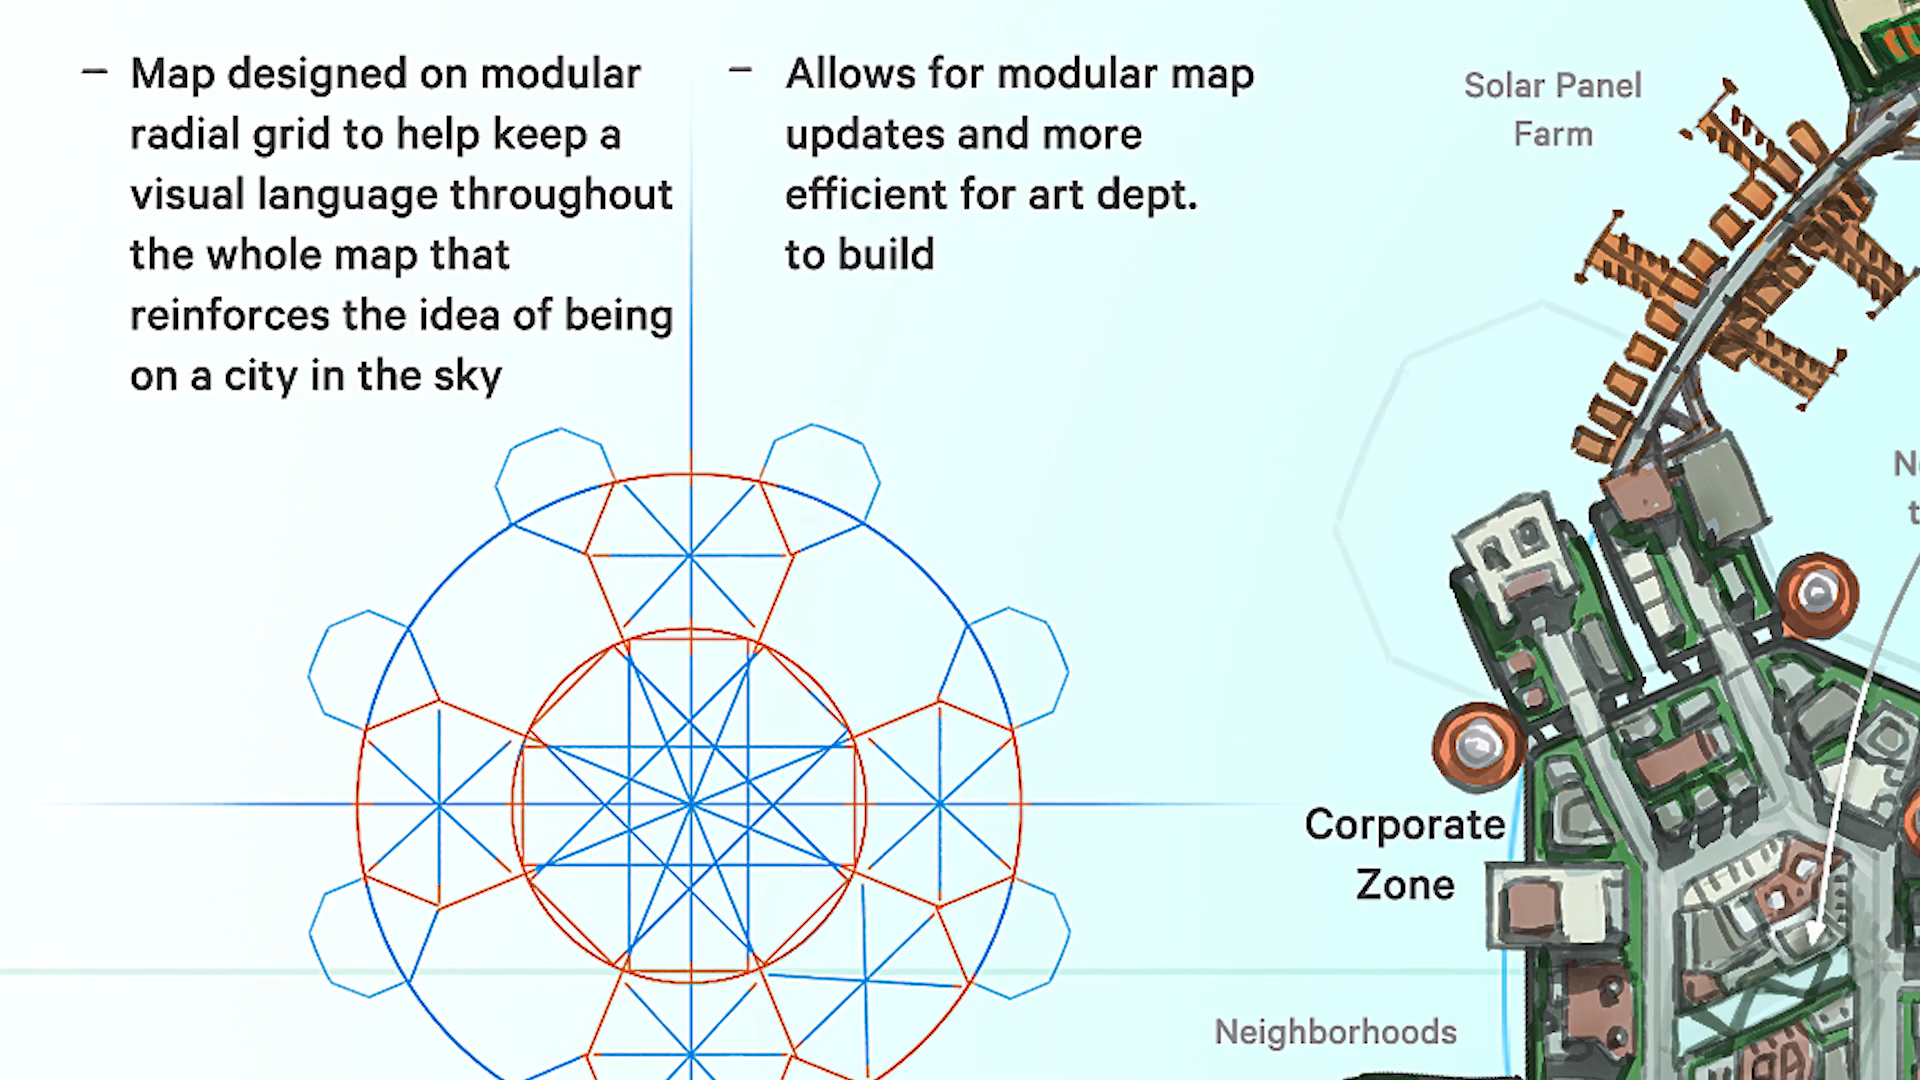 – Map designed on modular
radial grid to help keep a
visual language throughout
the whole map that
reinforces the idea of being
on a city in the sky
– Allows for modular map
updates and more
efficient for art dept.
to build
Solar Panel
Farm
Corporate
Zone
Neighborhoods